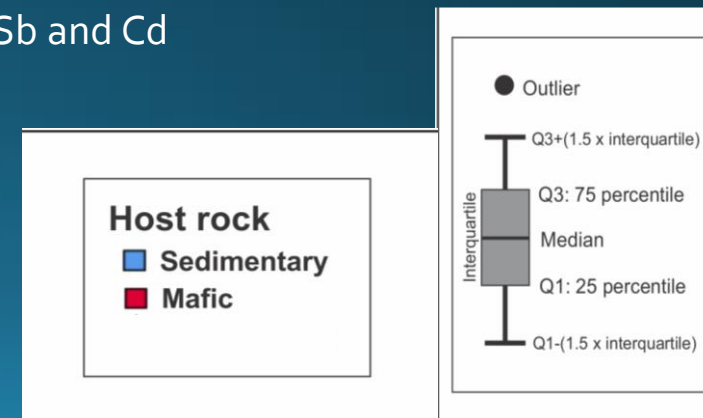 Sb and Cd
Host rock
Sedimentary
Mafic
Outlier
Q3+(1.5 x interquartile)
Q3: 75 percentile
Interquartile
Median
Q1: 25 percentile
Q1-(1.5 x interquartile)